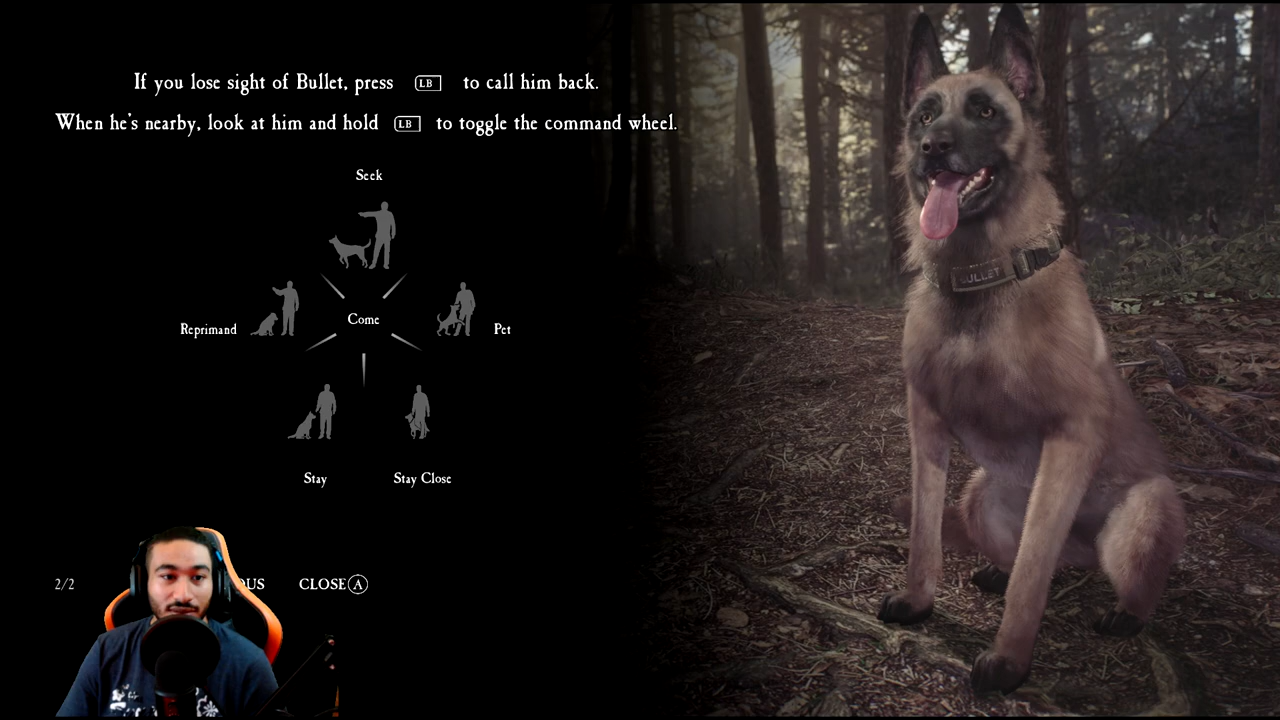 If you lose sight of Bullet, press LB to call him back.
When he's nearby, look at him and hold LB to toggle the command wheel.
Seek
Reprimand
Come
Pet
Stay
Stay Close
BULLET
2/2
CLOSE A